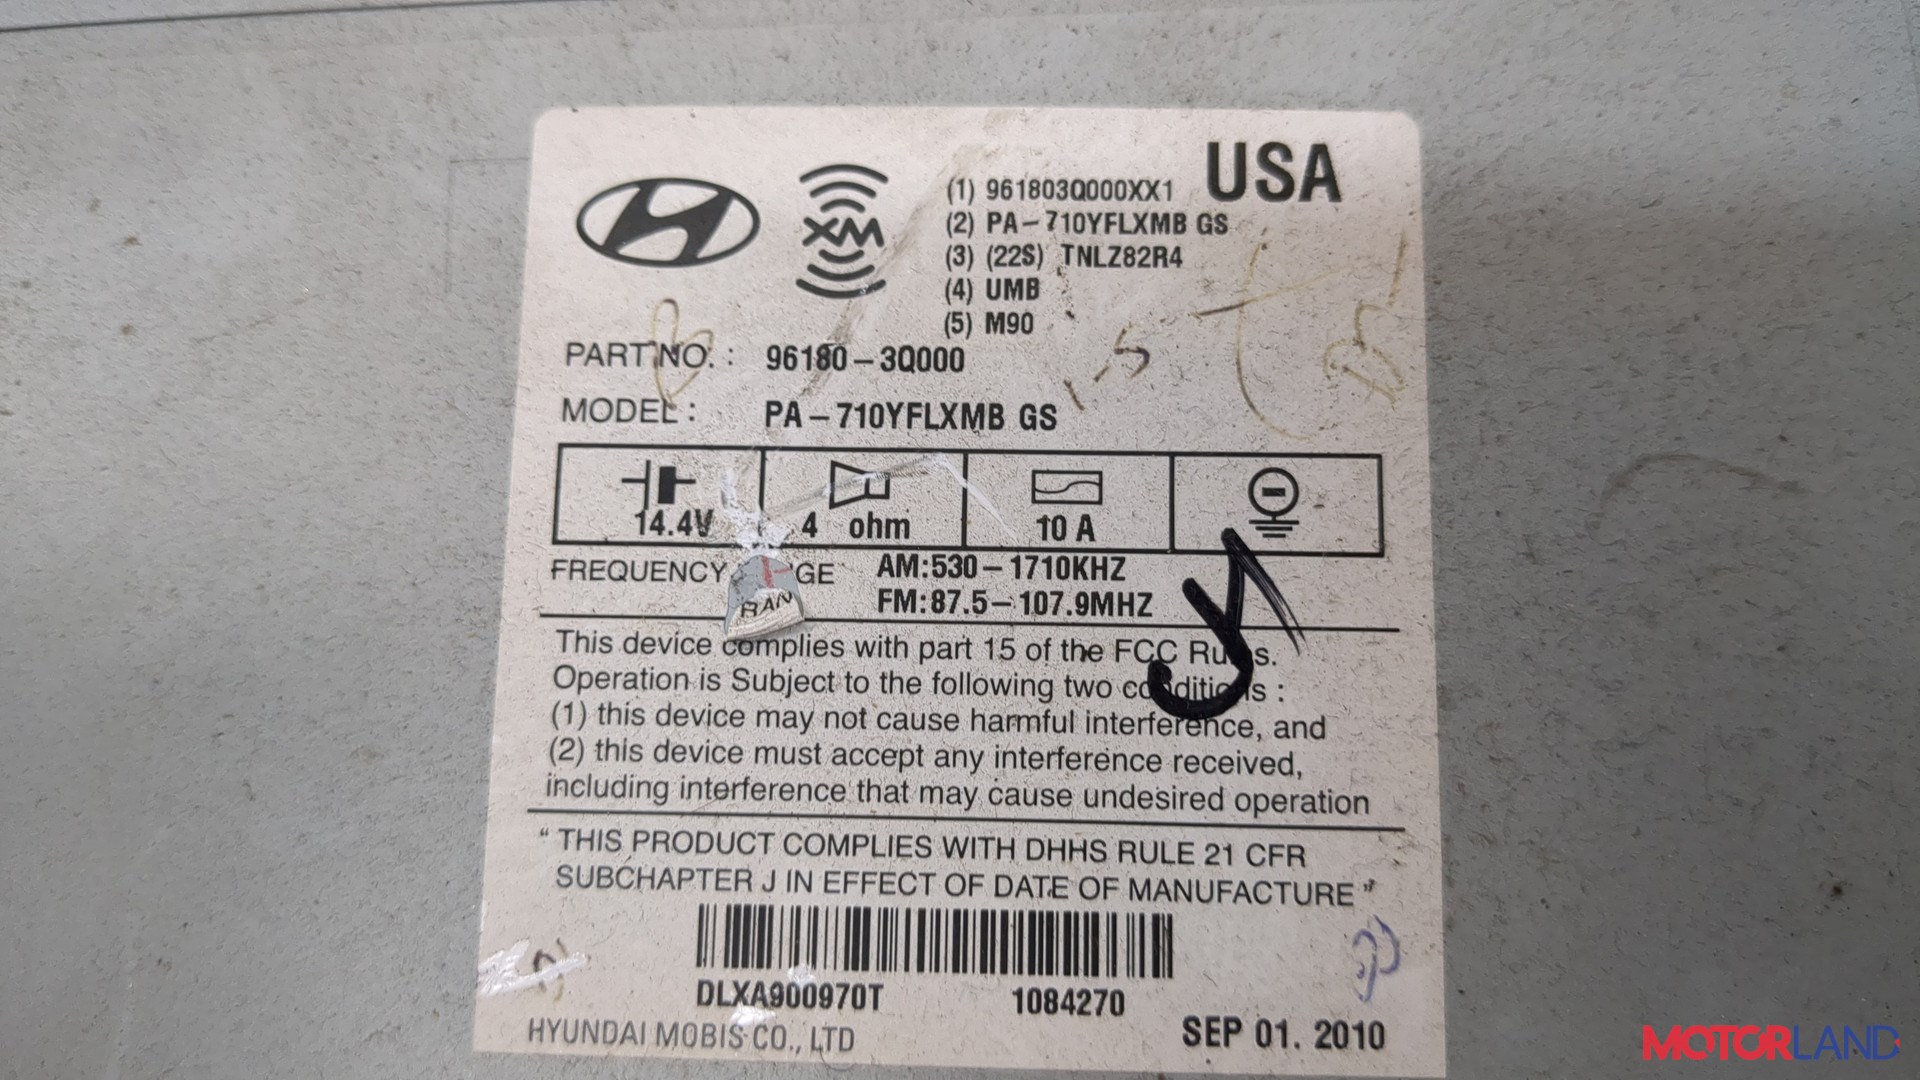 USA
XM
(1) 961803Q000XX1
(2) PA-710YFLXMB GS
(3) (22S) TNLZ82R4
(4) UMB
(5) M90
PART NO. : 96180-3Q000
MODEL : PA-710YFLXMB GS
14.4V 4 ohm 10 A
FREQUENCY RANGE AM:530-1710KHZ
FM:87.5-107.9MHZ
This device complies with part 15 of the FCC Rules.
Operation is Subject to the following two conditions :
(1) this device may not cause harmful interference, and
(2) this device must accept any interference received,
including interference that may cause undesired operation
“ THIS PRODUCT COMPLIES WITH DHHS RULE 21 CFR
SUBCHAPTER J IN EFFECT OF DATE OF MANUFACTURE ”
DLXA900970T 1084270
HYUNDAI MOBIS CO., LTD SEP 01. 2010
MOTORLAND